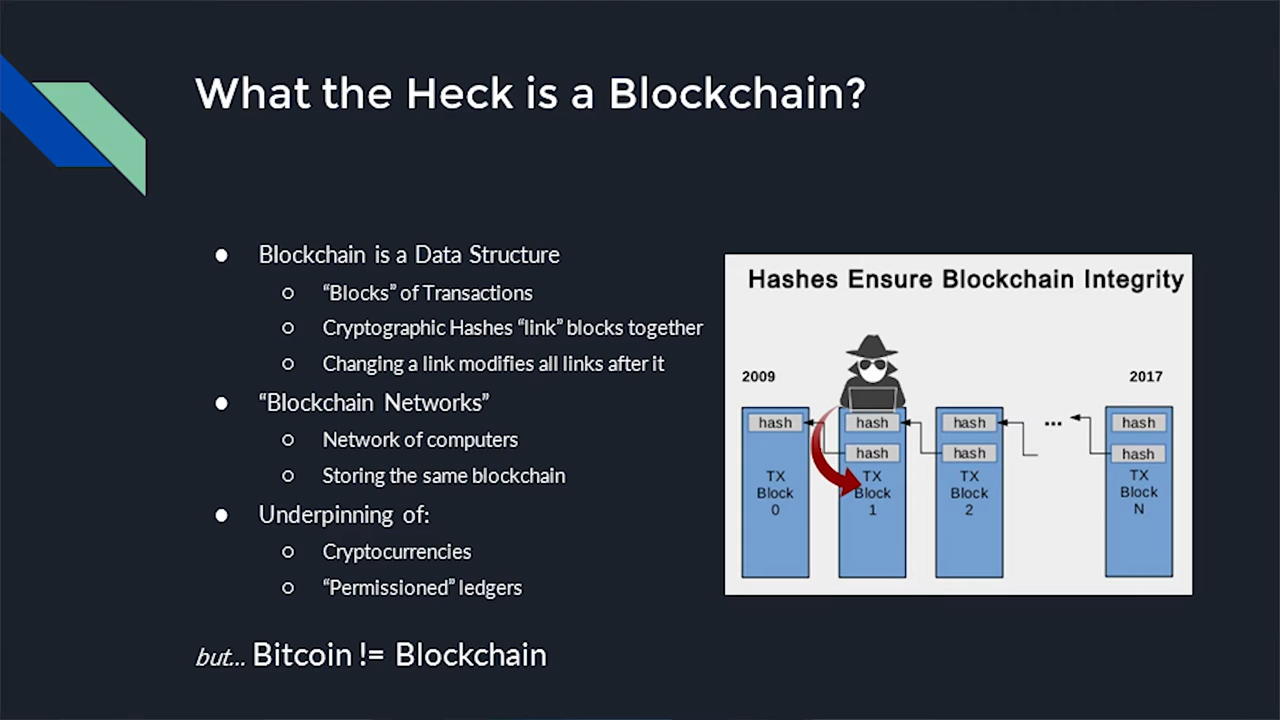 What the Heck is a Blockchain?
Blockchain is a Data Structure
“Blocks” of Transactions
Cryptographic Hashes “link” blocks together
Changing a link modifies all links after it
“Blockchain Networks”
Network of computers
Storing the same blockchain
Underpinning of:
Cryptocurrencies
“Permissioned” ledgers
but... Bitcoin != Blockchain
Hashes Ensure Blockchain Integrity
2009
2017
hash
TX
Block
0
hash
hash
TX
Block
1
hash
hash
TX
Block
2
...
hash
hash
TX
Block
N